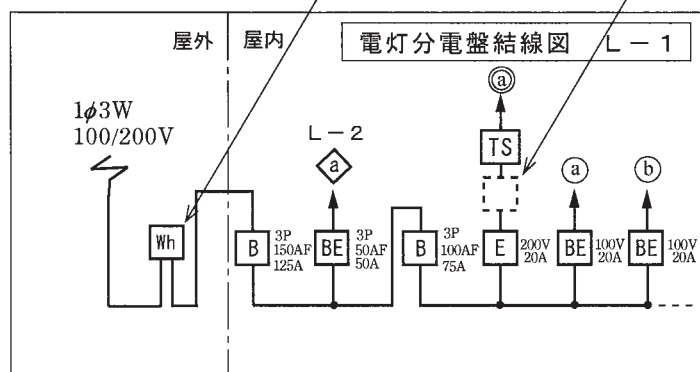 屋外
屋内
電灯分電盤結線図 L－1
ⓐ
1φ3W
100/200V
L－2
TS
a
ⓐ
ⓑ
Wh
B
3P
150AF
125A
BE
3P
50AF
50A
B
3P
100AF
75A
E
200V
20A
BE
100V
20A
BE
100V
20A